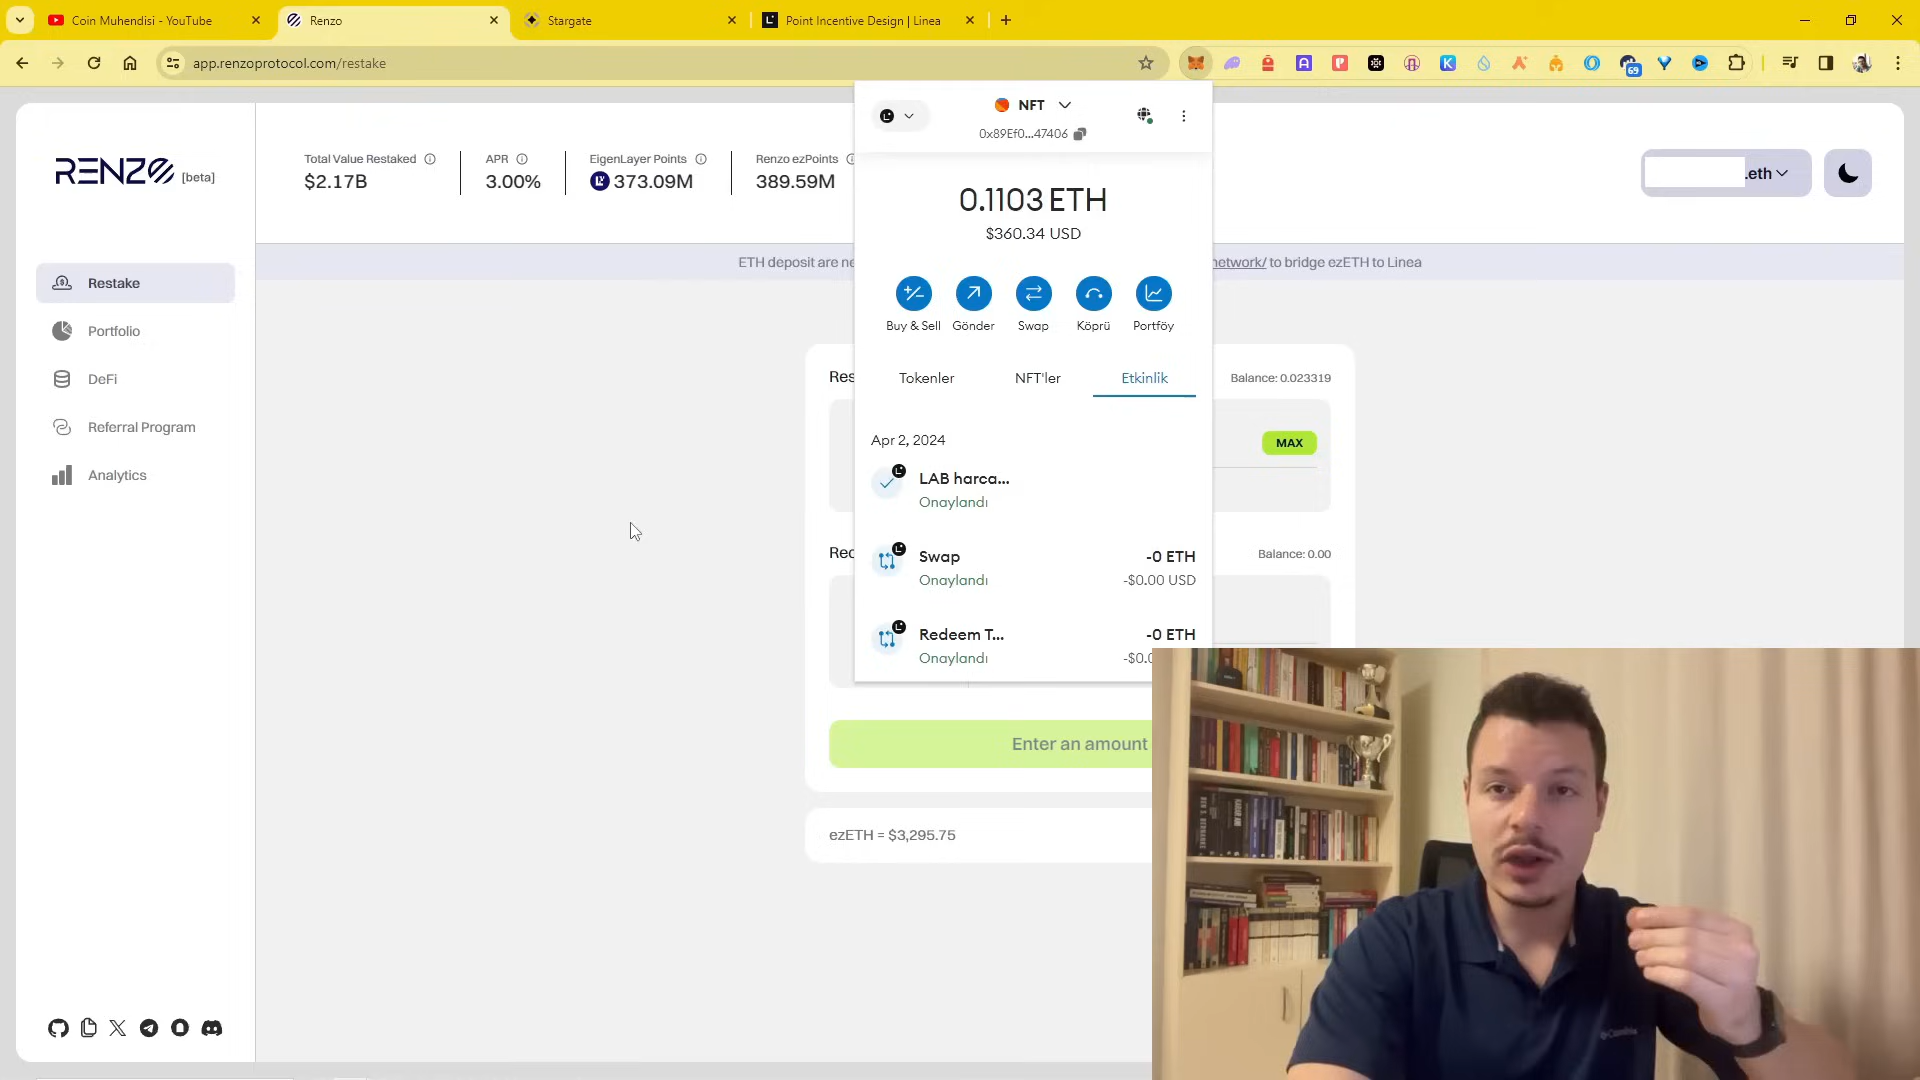 Coin Muhendisi - YouTube
Renzo
Stargate
Point Incentive Design | Linea
app.renzoprotocol.com/restake
69
NFT
0x89Ef0...47406
RENZO [beta]
Total Value Restaked
$2.17B
APR
3.00%
EigenLayer Points
373.09M
Renzo ezPoints
389.59M
.eth
0.1103 ETH
$360.34 USD
ETH deposit are ne
network/ to bridge ezETH to Linea
Restake
Portfolio
DeFi
Referral Program
Analytics
Buy & Sell
Gönder
Swap
Köprü
Portföy
Res
Tokenler
NFT'ler
Etkinlik
Balance: 0.023319
MAX
Apr 2, 2024
LAB harca...
Onaylandı
Rec
Swap
-0 ETH
Balance: 0.00
Onaylandı
-$0.00 USD
Redeem T...
-0 ETH
Onaylandı
-$0.
Enter an amount
ezETH = $3,295.75
Columbia